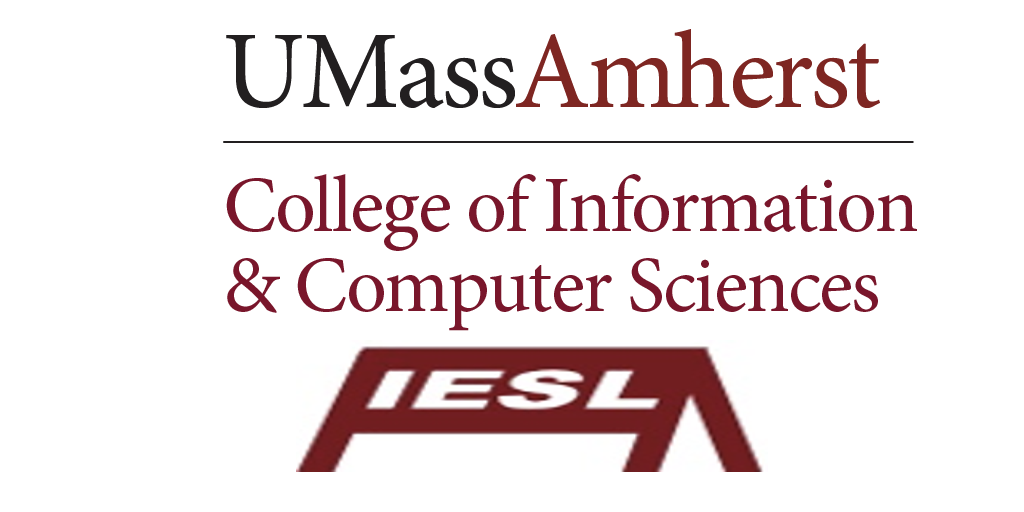 UMassAmherst
College of Information
& Computer Sciences
IESL